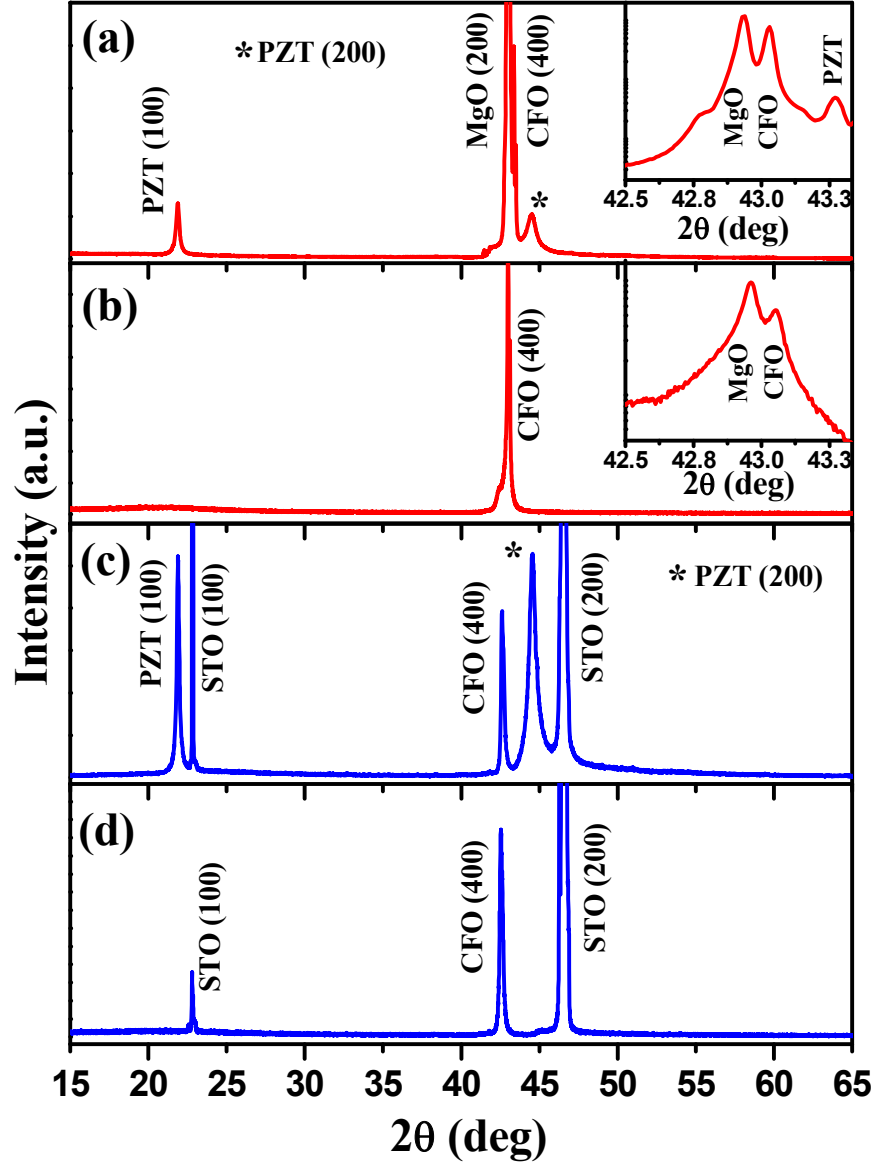 (a)
* PZT (200)
PZT (100)
MgO (200)
CFO (400)
*
MgO
CFO
PZT
42.5 42.8 43.0 43.3
2θ (deg)
(b)
CFO (400)
MgO
CFO
42.5 42.8 43.0 43.3
2θ (deg)
(c)
PZT (100)
STO (100)
CFO (400)
*
STO (200)
* PZT (200)
(d)
STO (100)
CFO (400)
STO (200)
Intensity (a.u.)
15 20 25 30 35 40 45 50 55 60 65
2θ (deg)